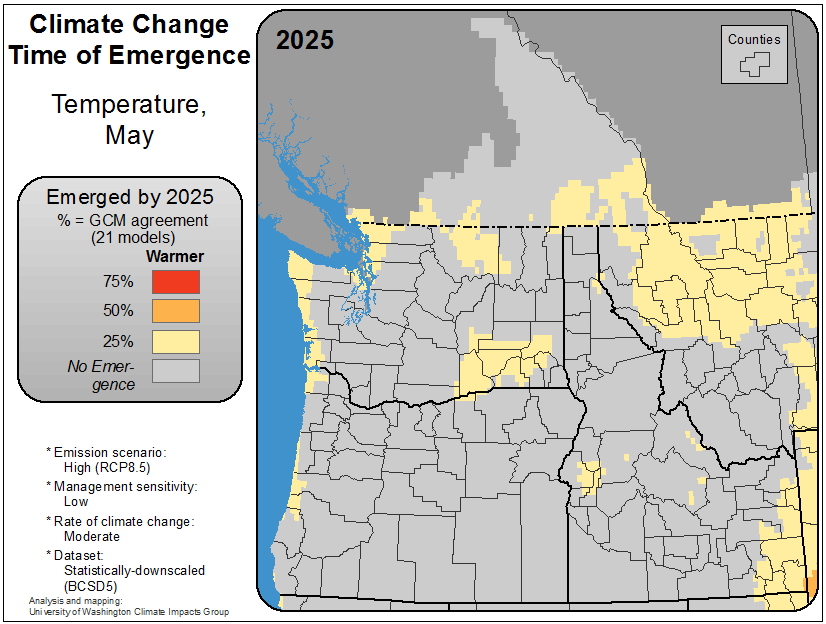 Climate Change
Time of Emergence
Temperature,
May
Emerged by 2025
% = GCM agreement
(21 models)
Warmer
75%
50%
25%
No Emer-
gence
* Emission scenario:
High (RCP8.5)
* Management sensitivity:
Low
* Rate of climate change:
Moderate
* Dataset:
Statistically-downscaled
(BCSD5)
Analysis and mapping:
University of Washington Climate Impacts Group
2025
Counties